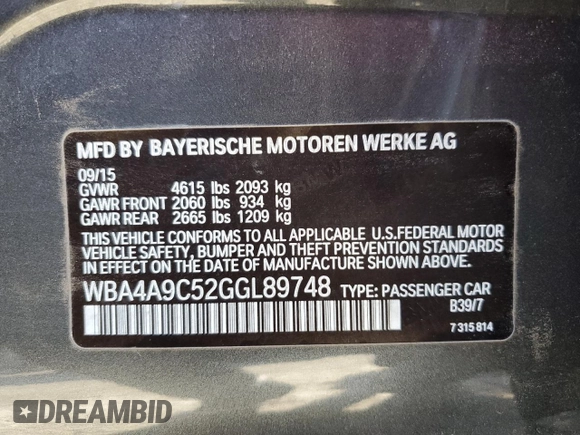 MFD BY BAYERISCHE MOTOREN WERKE AG
09/15
GVWR 4615 lbs 2093 kg
GAWR FRONT 2060 lbs 934 kg
GAWR REAR 2665 lbs 1209 kg
THIS VEHICLE CONFORMS TO ALL APPLICABLE U.S.FEDERAL MOTOR
VEHICLE SAFETY, BUMPER AND THEFT PREVENTION STANDARDS
IN EFFECT ON THE DATE OF MANUFACTURE SHOWN ABOVE.
WBA4A9C52GGL89748 TYPE: PASSENGER CAR
B39/7
7 315 814
DREAMBID